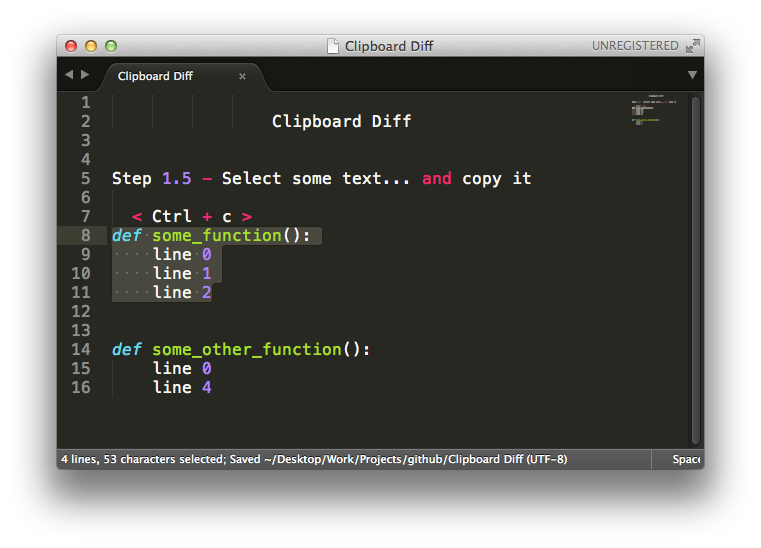 Clipboard Diff
UNREGISTERED
Clipboard Diff
1
2 Clipboard Diff
3
4
5 Step 1.5 – Select some text... and copy it
6
7 < Ctrl + c >
8 def some_function():
9 line 0
10 line 1
11 line 2
12
13
14 def some_other_function():
15 line 0
16 line 4
4 lines, 53 characters selected; Saved ~/Desktop/Work/Projects/github/Clipboard Diff (UTF-8)
Space